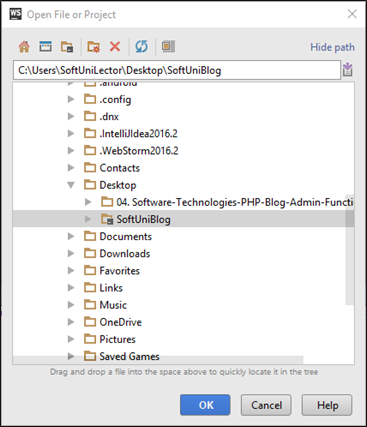 WS Open File or Project
Hide path
C:\Users\SoftUniLector\Desktop\SoftUniBlog
.android
.config
.dnx
.IntelliJIdea2016.2
.WebStorm2016.2
Contacts
Desktop
04. Software-Technologies-PHP-Blog-Admin-Functi
SoftUniBlog
Documents
Downloads
Favorites
Links
Music
OneDrive
Pictures
Saved Games
Drag and drop a file into the space above to quickly locate it in the tree
OK Cancel Help